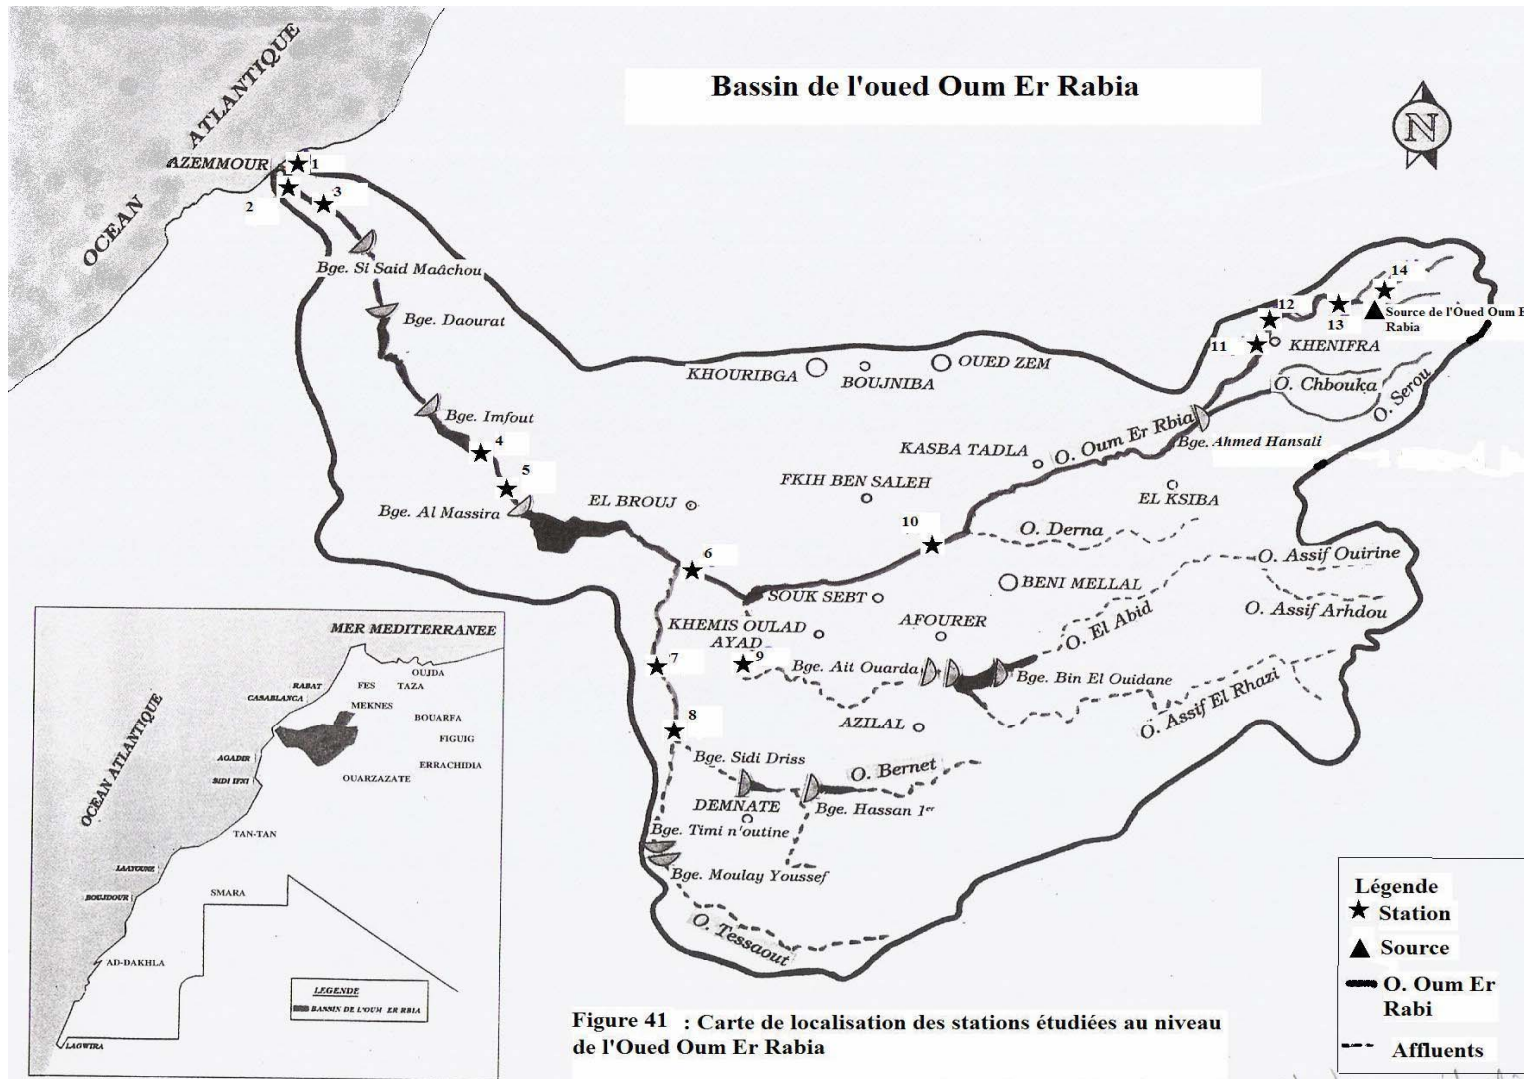 Bassin de l'oued Oum Er Rabia
N
OCEAN ATLANTIQUE
AZEMMOUR
1
2
3
Bge. Si Said Maâchou
Bge. Daourat
Bge. Imfout
4
5
Bge. Al Massira
EL BROUJ
KHOURIBGA
BOUJNIBA
OUED ZEM
14
12
13
Source de l'Oued Oum E
Rabia
11
KHENIFRA
O. Chbouka
O. Serou
O. Oum Er Rbia
Bge. Ahmed Hansali
KASBA TADLA
FKIH BEN SALEH
EL KSIBA
10
O. Derna
6
O. Assif Ouirine
BENI MELLAL
SOUK SEBT
O. Assif Arhdou
O. El Abid
KHEMIS OULAD
AYAD
AFOURER
7
9
Bge. Ait Ouarda
Bge. Bin El Ouidane
O. Assif El Rhazi
8
AZILAL
Bge. Sidi Driss
O. Bernet
DEMNATE
Bge. Hassan 1er
Bge. Timi n'outine
Bge. Moulay Youssef
O. Tessaout
MER MEDITERRANEE
OUJDA
RABAT
FES
TAZA
CASABLANCA
MEKNES
BOUARFA
FIGUIG
OCEAN ATLANTIQUE
AGADIR
ERRACHIDIA
SIDI IFNI
OUARZAZATE
TAN-TAN
LAAYOUNE
SMARA
BOUJDOUR
AD-DAKHLA
LEGENDE
BASSIN DE L'OUM ER RBIA
LAGWIRA
Légende
Station
Source
O. Oum Er
Rabi
Affluents
Figure 41 : Carte de localisation des stations étudiées au niveau
de l'Oued Oum Er Rabia